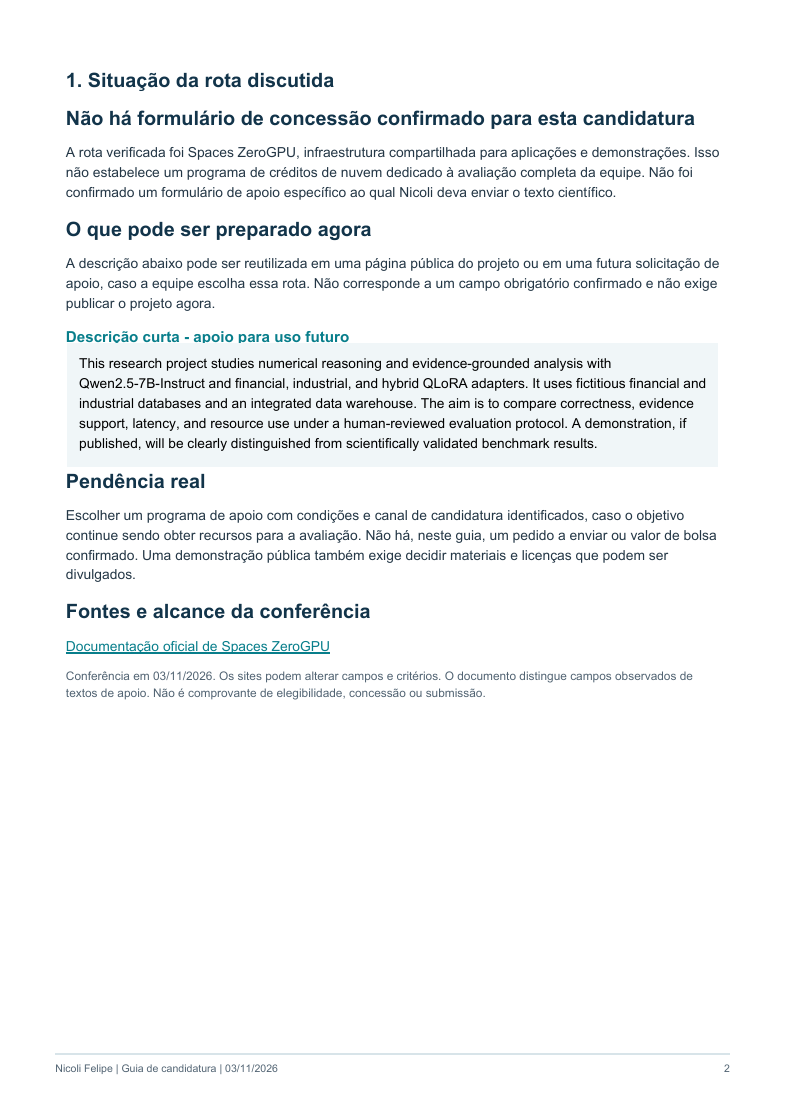 1. Situação da rota discutida
Não há formulário de concessão confirmado para esta candidatura
A rota verificada foi Spaces ZeroGPU, infraestrutura compartilhada para aplicações e demonstrações. Isso
não estabelece um programa de créditos de nuvem dedicado à avaliação completa da equipe. Não foi
confirmado um formulário de apoio específico ao qual Nicoli deva enviar o texto científico.
O que pode ser preparado agora
A descrição abaixo pode ser reutilizada em uma página pública do projeto ou em uma futura solicitação de
apoio, caso a equipe escolha essa rota. Não corresponde a um campo obrigatório confirmado e não exige
publicar o projeto agora.
Descrição curta - apoio para uso futuro
This research project studies numerical reasoning and evidence-grounded analysis with
Qwen2.5-7B-Instruct and financial, industrial, and hybrid QLoRA adapters. It uses fictitious financial and
industrial databases and an integrated data warehouse. The aim is to compare correctness, evidence
support, latency, and resource use under a human-reviewed evaluation protocol. A demonstration, if
published, will be clearly distinguished from scientifically validated benchmark results.
Pendência real
Escolher um programa de apoio com condições e canal de candidatura identificados, caso o objetivo
continue sendo obter recursos para a avaliação. Não há, neste guia, um pedido a enviar ou valor de bolsa
confirmado. Uma demonstração pública também exige decidir materiais e licenças que podem ser
divulgados.
Fontes e alcance da conferência
Documentação oficial de Spaces ZeroGPU
Conferência em 03/11/2026. Os sites podem alterar campos e critérios. O documento distingue campos observados de
textos de apoio. Não é comprovante de elegibilidade, concessão ou submissão.
Nicoli Felipe | Guia de candidatura | 03/11/2026
2